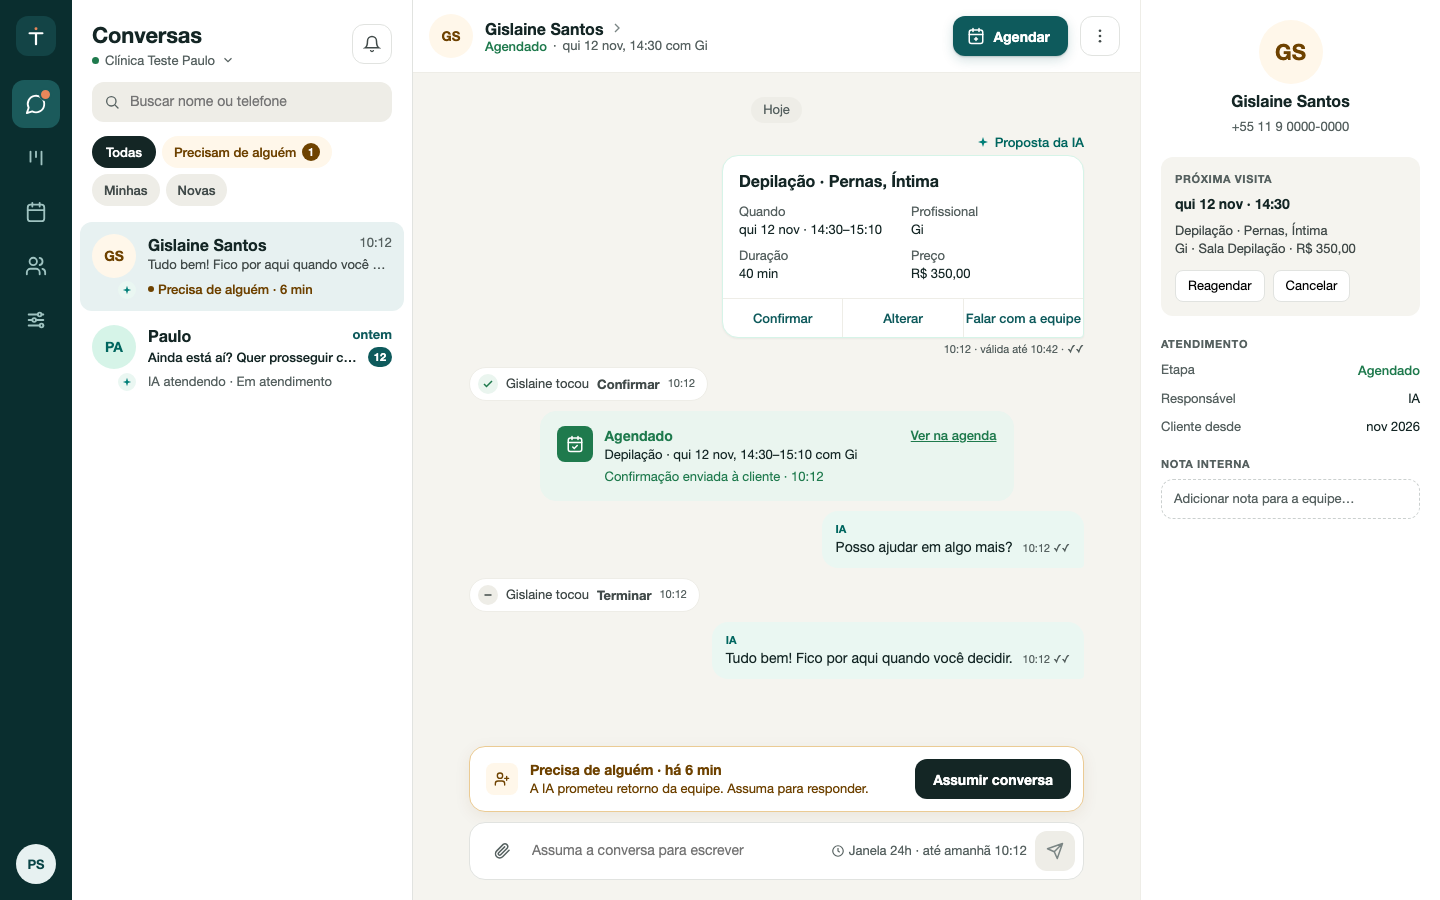 Conversas
Clínica Teste Paulo
Buscar nome ou telefone
Todas
Precisam de alguém 1
Minhas
Novas
GS
Gislaine Santos
10:12
Tudo bem! Fico por aqui quando você …
Precisa de alguém · 6 min
PA
Paulo
ontem
Ainda está aí? Quer prosseguir c…
12
IA atendendo · Em atendimento
PS
GS
Gislaine Santos
Agendado · qui 12 nov, 14:30 com Gi
Agendar
Hoje
Proposta da IA
Depilação · Pernas, Íntima
Quando
Profissional
qui 12 nov · 14:30–15:10
Gi
Duração
Preço
40 min
R$ 350,00
Confirmar
Alterar
Falar com a equipe
10:12 · válida até 10:42 · ✓✓
Gislaine tocou Confirmar 10:12
Agendado
Ver na agenda
Depilação · qui 12 nov, 14:30–15:10 com Gi
Confirmação enviada à cliente · 10:12
IA
Posso ajudar em algo mais? 10:12 ✓✓
Gislaine tocou Terminar 10:12
IA
Tudo bem! Fico por aqui quando você decidir. 10:12 ✓✓
Precisa de alguém · há 6 min
A IA prometeu retorno da equipe. Assuma para responder.
Assumir conversa
Assuma a conversa para escrever
Janela 24h · até amanhã 10:12
GS
Gislaine Santos
+55 11 9 0000-0000
PRÓXIMA VISITA
qui 12 nov · 14:30
Depilação · Pernas, Íntima
Gi · Sala Depilação · R$ 350,00
Reagendar
Cancelar
ATENDIMENTO
Etapa
Agendado
Responsável
IA
Cliente desde
nov 2026
NOTA INTERNA
Adicionar nota para a equipe…